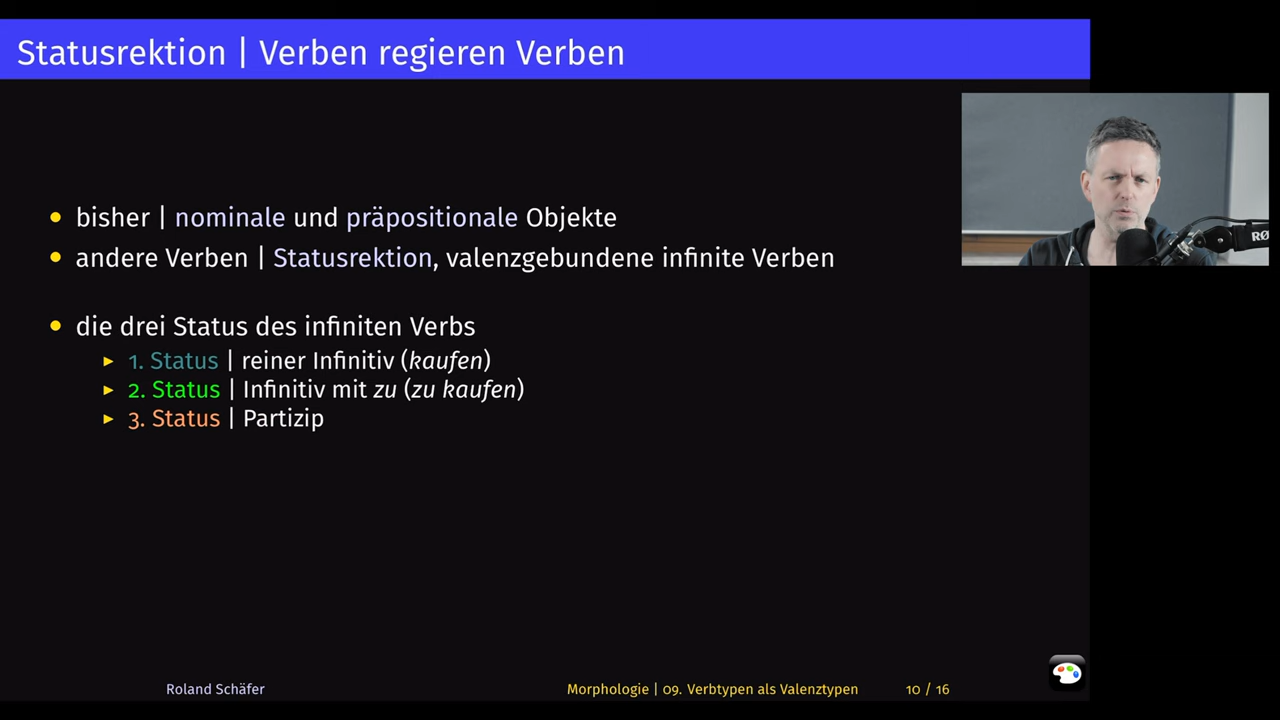 Statusrektion | Verben regieren Verben
bisher | nominale und präpositionale Objekte
andere Verben | Statusrektion, valenzgebundene infinite Verben
die drei Status des infiniten Verbs
1. Status | reiner Infinitiv (kaufen)
2. Status | Infinitiv mit zu (zu kaufen)
3. Status | Partizip
RØ
Roland Schäfer
Morphologie | 09. Verbtypen als Valenztypen
10 / 16